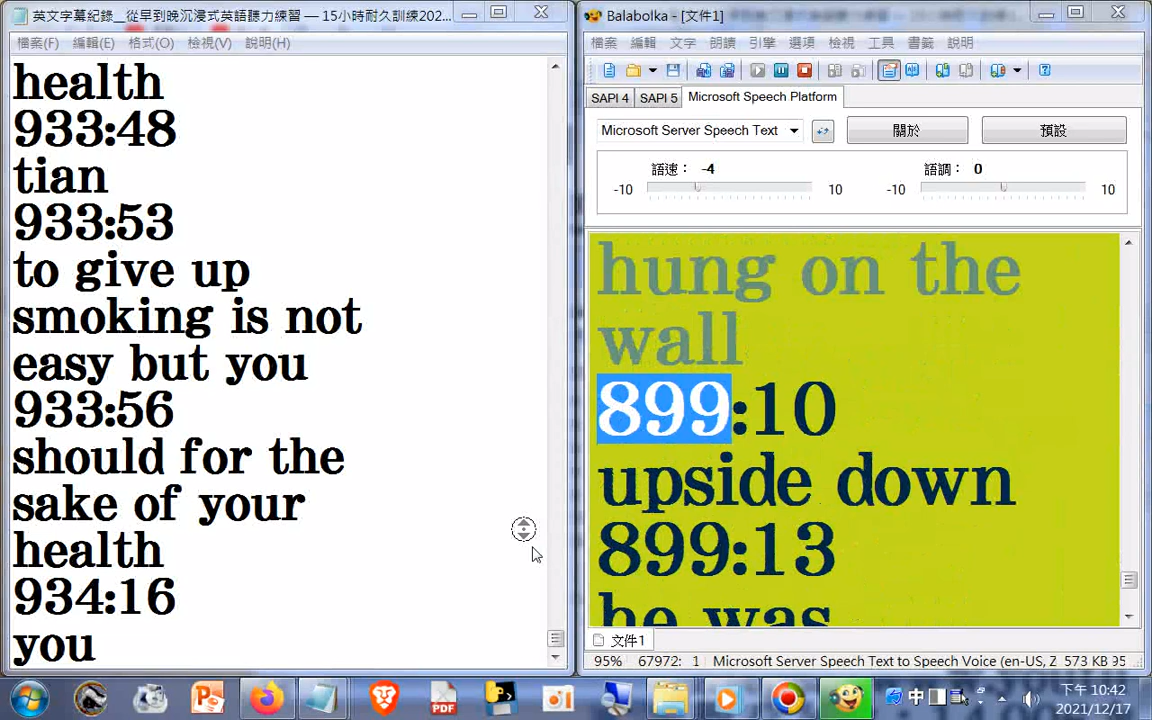 英文字幕紀錄__從早到晚沉浸式英語聽力練習 — 15小時耐久訓練202...
檔案(F) 編輯(E) 格式(O) 檢視(V) 說明(H)
health
933:48
tian
933:53
to give up
smoking is not
easy but you
933:56
should for the
sake of your
health
934:16
you
Balabolka - [文件1]
檔案 編輯 文字 朗讀 引擎 選項 檢視 工具 書籤 說明
SAPI 4 SAPI 5 Microsoft Speech Platform
Microsoft Server Speech Text 關於 預設
語速： -4 語調： 0
-10 10 -10 10
hung on the
wall
899:10
upside down
899:13
he was
文件1
95% 67972: 1 Microsoft Server Speech Text to Speech Voice (en-US, Z 573 KB 95
PDF 中 下午 10:42
2021/12/17